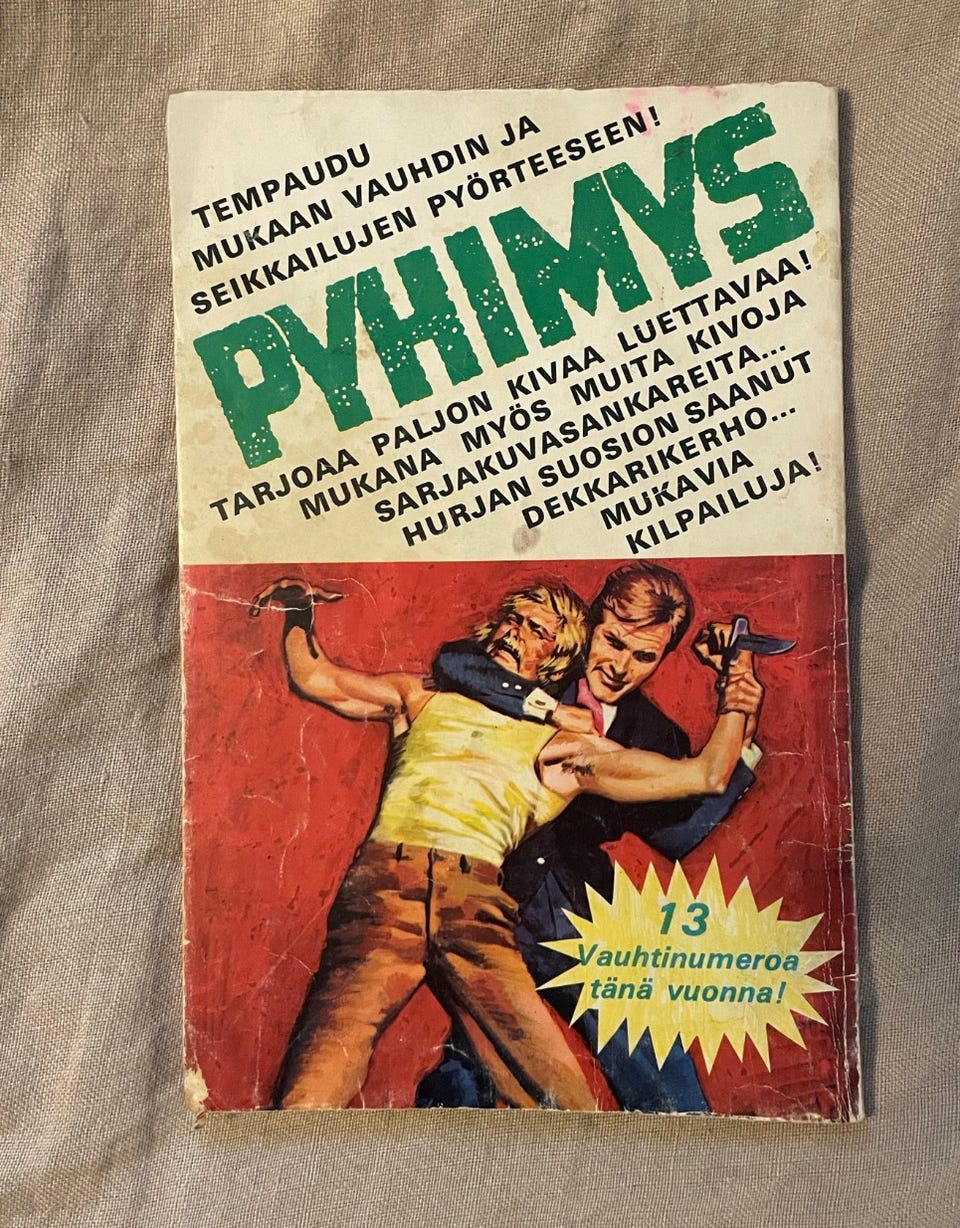 TEMPAUDU
MUKAAN VAUHDIN JA
SEIKKAILUJEN PYÖRTEESEEN!
PYHIMYS
TARJOAA PALJON KIVAA LUETTAVAA!
MUKANA MYÖS MUITA KIVOJA
SARJAKUVASANKAREITA...
HURJAN SUOSION SAANUT
DEKKARIKERHO...
MUKAVIA
KILPAILUJA!
13
Vauhtinumeroa
tänä vuonna!